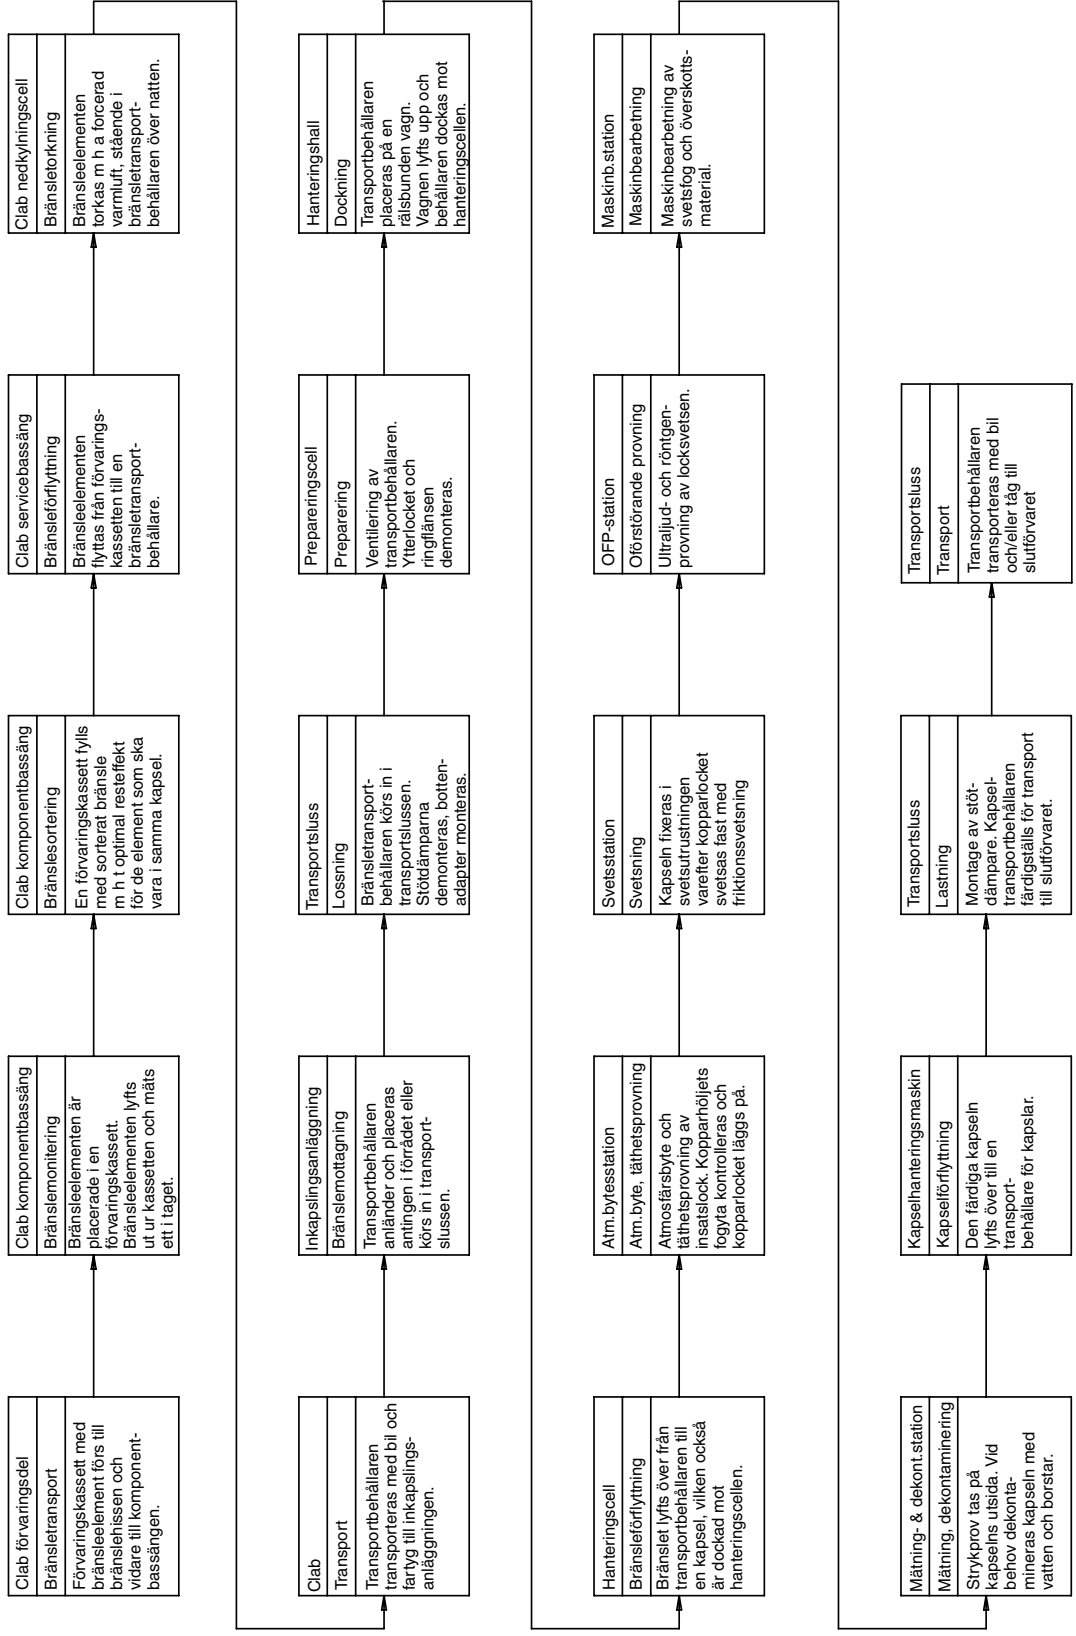 Clab förvaringsdel
Bränsletransport
Förvaringskassett med
bränsleelement förs till
bränslehissen och
vidare till komponent-
bassängen.
Clab komponentbassäng
Bränslemonitering
Bränsleelementen är
placerade i en
förvaringskassett.
Bränsleelementen lyfts
ut ur kassetten och mäts
ett i taget.
Clab komponentbassäng
Bränslesortering
En förvaringskassett fylls
med sorterat bränsle
m h t optimal resteffekt
för de element som ska
vara i samma kapsel.
Clab servicebassäng
Bränsleförflyttning
Bränsleelementen
flyttas från förvarings-
kassetten till en
bränsletransport-
behållare.
Clab nedkylningscell
Bränsletorkning
Bränsleelementen
torkas m h a forcerad
varmluft, stående i
bränsletransport-
behållaren över natten.
Clab
Transport
Transportbehållaren
transporteras med bil och
fartyg till inkapslings-
anläggningen.
Inkapslingsanläggning
Bränslemottagning
Transportbehållaren
anländer och placeras
antingen i förrådet eller
körs in i transport-
slussen.
Transportsluss
Lossning
Bränsletransport-
behållaren körs in i
transportslussen.
Stötdämparna
demonteras, botten-
adapter monteras.
Prepareringscell
Preparering
Ventilering av
transportbehållaren.
Ytterlocket och
ringflänsen
demonteras.
Hanteringshall
Dockning
Transportbehållaren
placeras på en
rälsbunden vagn.
Vagnen lyfts upp och
behållaren dockas mot
hanteringscellen.
Hanteringscell
Bränsleförflyttning
Bränslet lyfts över från
transportbehållaren till
en kapsel, vilken också
är dockad mot
hanteringscellen.
Atm.bytesstation
Atm.byte, täthetsprovning
Atmosfärsbyte och
täthetsprovning av
insatslock. Kopparhöljets
fogyta kontrolleras och
kopparlocket läggs på.
Svetsstation
Svetsning
Kapseln fixeras i
svetsutrustningen
varefter kopparlocket
svetsas fast med
friktionssvetsning
OFP-station
Oförstörande provning
Ultraljud- och röntgen-
provning av locksvetsen.
Maskinb.station
Maskinbearbetning
Maskinbearbetning av
svetsfog och överskotts-
material.
Mätning- & dekont.station
Mätning, dekontaminering
Strykprov tas på
kapselns utsida. Vid
behov dekonta-
mineras kapseln med
vatten och borstar.
Kapselhanteringsmaskin
Kapselförflyttning
Den färdiga kapseln
lyfts över till en
transport-
behållare för kapslar.
Transportsluss
Lastning
Montage av stöt-
dämpare. Kapsel-
transportbehållaren
färdigställs för transport
till slutförvaret.
Transportsluss
Transport
Transportbehållaren
transporteras med bil
och/eller tåg till
slutförvaret